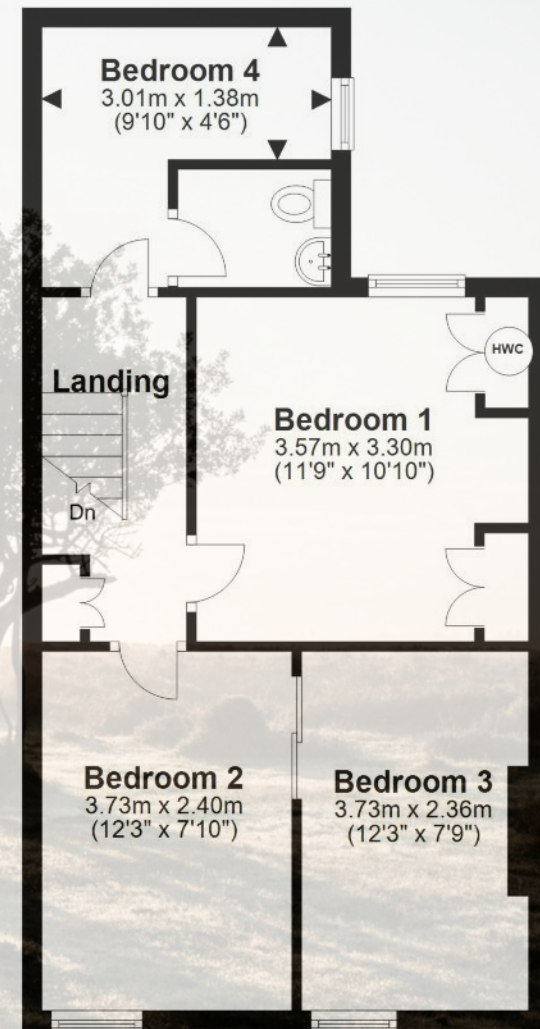 Bedroom 4
3.01m x 1.38m
(9'10" x 4'6")
Landing
HWC
Bedroom 1
3.57m x 3.30m
(11'9" x 10'10")
Dn
Bedroom 2
3.73m x 2.40m
(12'3" x 7'10")
Bedroom 3
3.73m x 2.36m
(12'3" x 7'9")